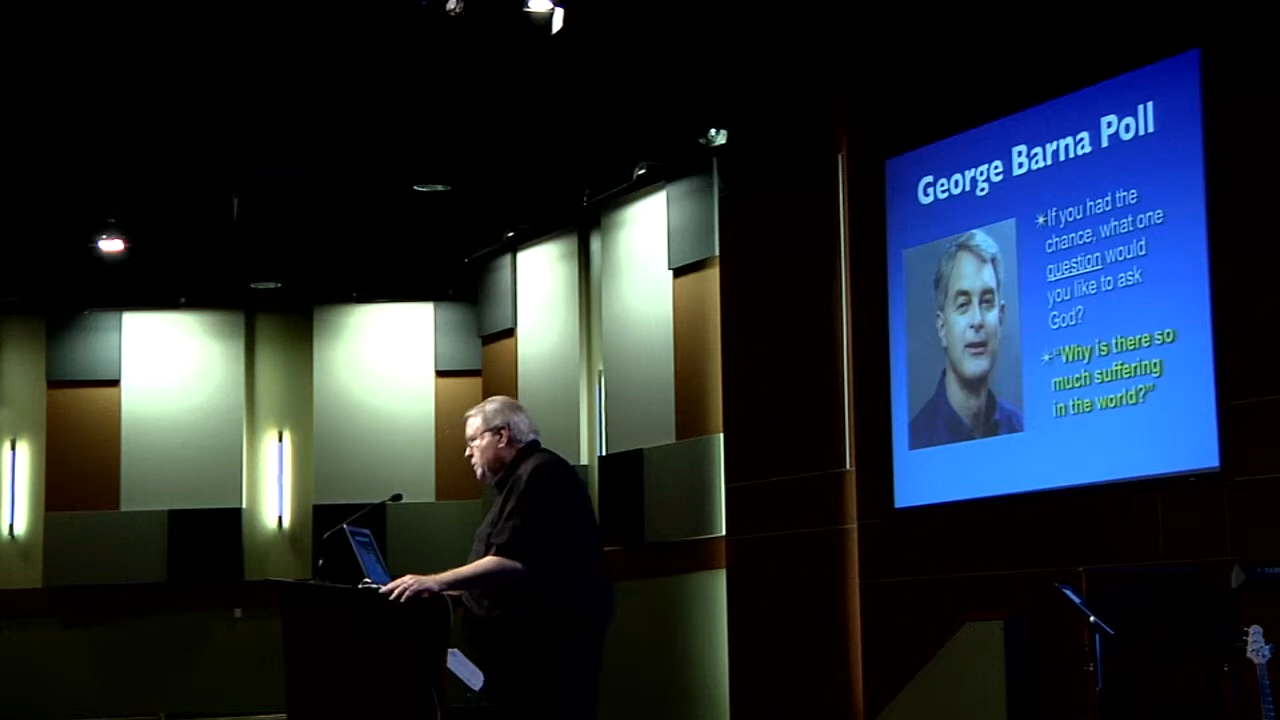 George Barna Poll
✴If you had the
chance, what one
question would
you like to ask
God?
✴"Why is there so
much suffering
in the world?"